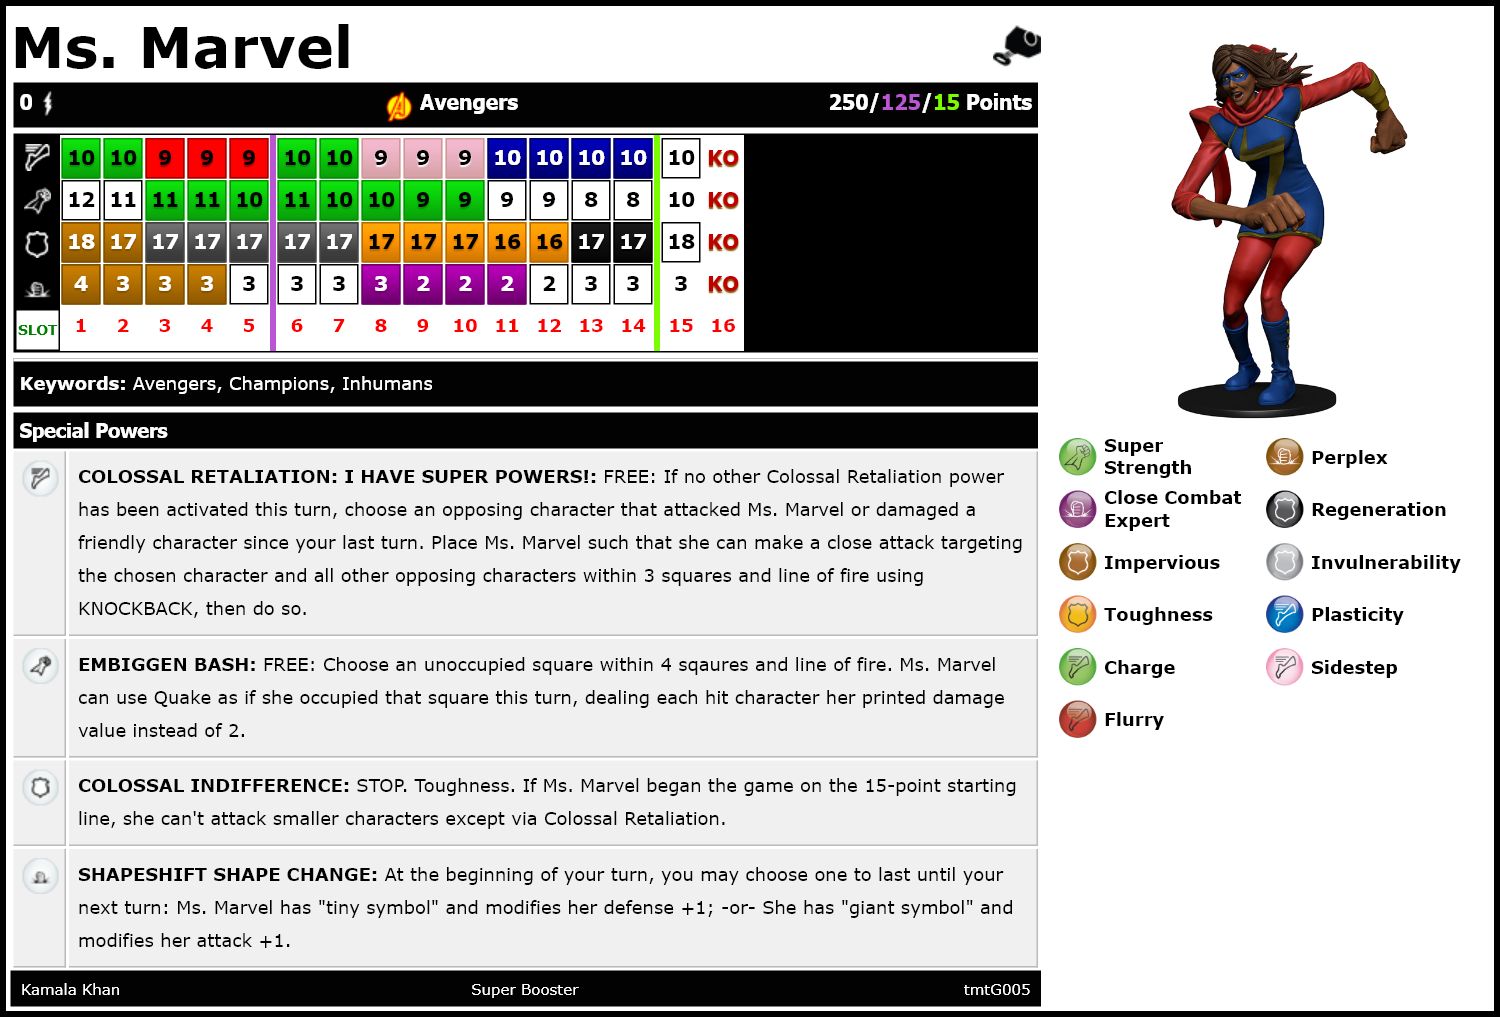 Ms. Marvel
0 Avengers 250/125/15 Points
10 10 9 9 9 10 10 9 9 9 10 10 10 10 10 KO
12 11 11 11 10 11 10 10 9 9 9 9 8 8 10 KO
18 17 17 17 17 17 17 17 17 17 16 16 17 17 18 KO
4 3 3 3 3 3 3 3 2 2 2 2 3 3 3 KO
SLOT 1 2 3 4 5 6 7 8 9 10 11 12 13 14 15 16
Keywords: Avengers, Champions, Inhumans
Special Powers
COLOSSAL RETALIATION: I HAVE SUPER POWERS!: FREE: If no other Colossal Retaliation power
has been activated this turn, choose an opposing character that attacked Ms. Marvel or damaged a
friendly character since your last turn. Place Ms. Marvel such that she can make a close attack targeting
the chosen character and all other opposing characters within 3 squares and line of fire using
KNOCKBACK, then do so.
EMBIGGEN BASH: FREE: Choose an unoccupied square within 4 sqaures and line of fire. Ms. Marvel
can use Quake as if she occupied that square this turn, dealing each hit character her printed damage
value instead of 2.
COLOSSAL INDIFFERENCE: STOP. Toughness. If Ms. Marvel began the game on the 15-point starting
line, she can't attack smaller characters except via Colossal Retaliation.
SHAPESHIFT SHAPE CHANGE: At the beginning of your turn, you may choose one to last until your
next turn: Ms. Marvel has "tiny symbol" and modifies her defense +1; -or- She has "giant symbol" and
modifies her attack +1.
Kamala Khan Super Booster tmtG005
Super
Strength
Perplex
Close Combat
Expert
Regeneration
Impervious
Invulnerability
Toughness
Plasticity
Charge
Sidestep
Flurry